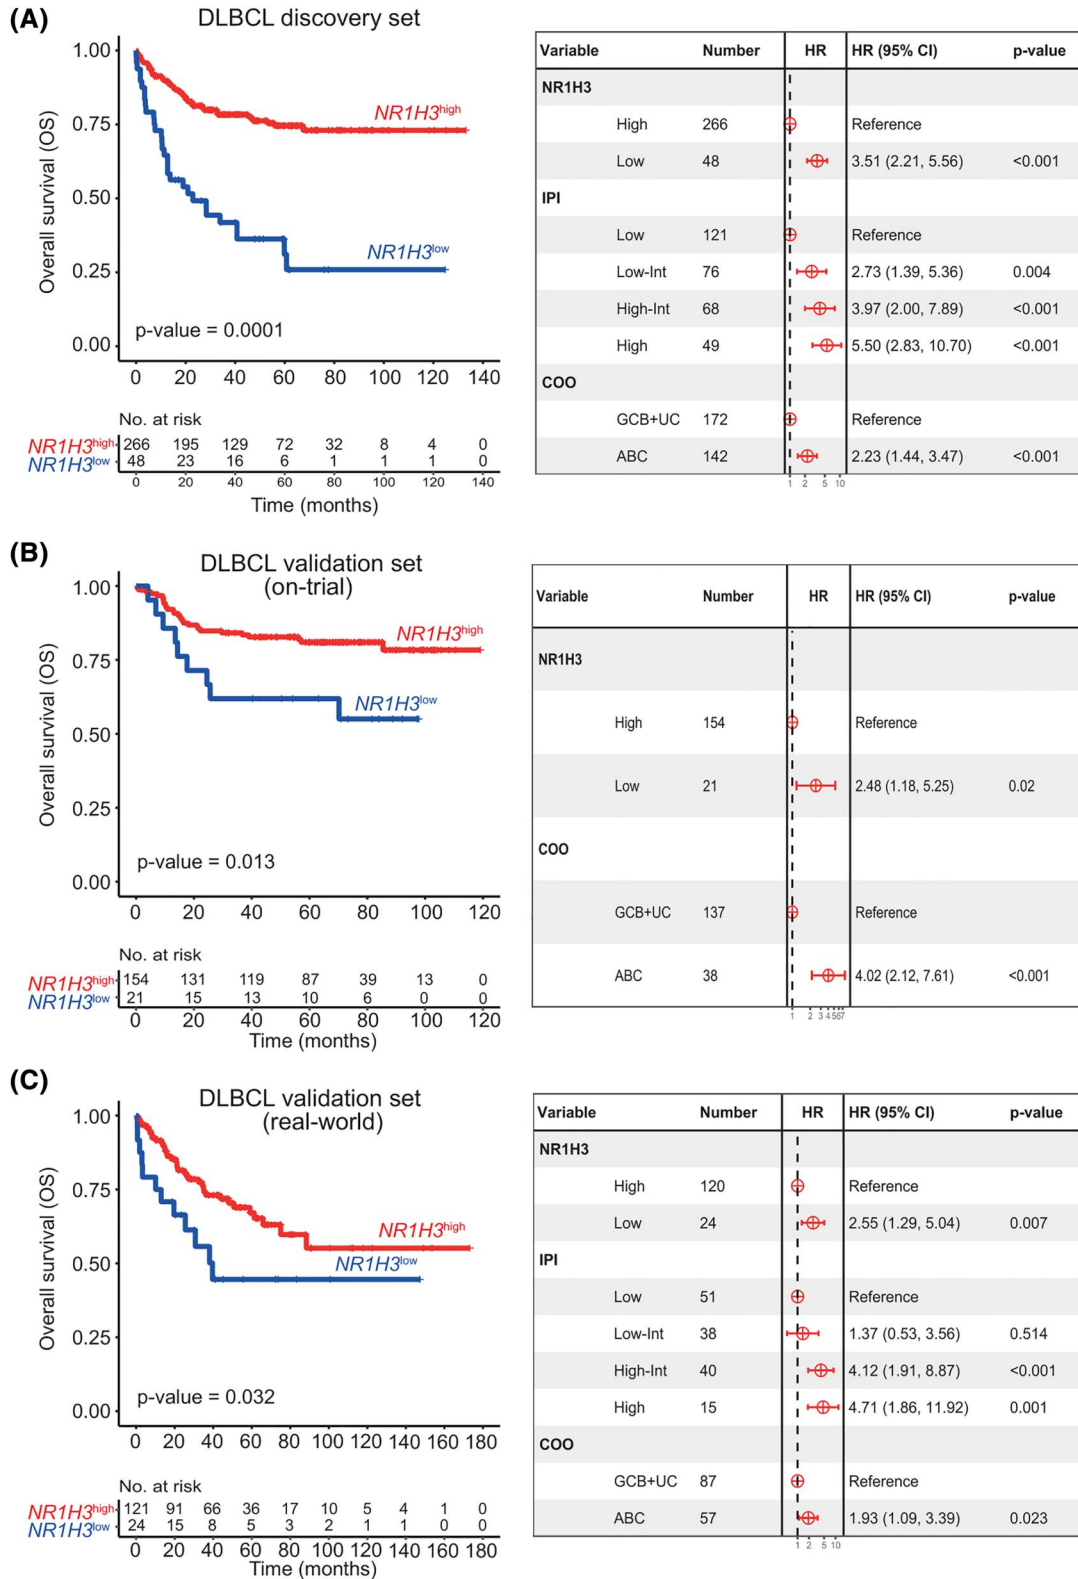 (A)
DLBCL discovery set
Overall survival (OS)
1.00
0.75
0.50
0.25
0.00
NR1H3high
NR1H3low
p-value = 0.0001
0 20 40 60 80 100 120 140
No. at risk
NR1H3high 266 195 129 72 32 8 4 0
NR1H3low 48 23 16 6 1 1 1 0
0 20 40 60 80 100 120 140
Time (months)
Variable Number HR HR (95% CI) p-value
NR1H3
High 266 Reference
Low 48 3.51 (2.21, 5.56) <0.001
IPI
Low 121 Reference
Low-Int 76 2.73 (1.39, 5.36) 0.004
High-Int 68 3.97 (2.00, 7.89) <0.001
High 49 5.50 (2.83, 10.70) <0.001
COO
GCB+UC 172 Reference
ABC 142 2.23 (1.44, 3.47) <0.001
1 2 5 10
(B)
DLBCL validation set
(on-trial)
Overall survival (OS)
1.00
0.75
0.50
0.25
0.00
NR1H3high
NR1H3low
p-value = 0.013
0 20 40 60 80 100 120
No. at risk
NR1H3high 154 131 119 87 39 13 0
NR1H3low 21 15 13 10 6 0 0
0 20 40 60 80 100 120
Time (months)
Variable Number HR HR (95% CI) p-value
NR1H3
High 154 Reference
Low 21 2.48 (1.18, 5.25) 0.02
COO
GCB+UC 137 Reference
ABC 38 4.02 (2.12, 7.61) <0.001
1 2 3 4 5 6 7
(C)
DLBCL validation set
(real-world)
Overall survival (OS)
1.00
0.75
0.50
0.25
0.00
NR1H3high
NR1H3low
p-value = 0.032
0 20 40 60 80 100 120 140 160 180
No. at risk
NR1H3high 121 91 66 36 17 10 5 4 1 0
NR1H3low 24 15 8 5 3 2 1 1 0 0
0 20 40 60 80 100 120 140 160 180
Time (months)
Variable Number HR HR (95% CI) p-value
NR1H3
High 120 Reference
Low 24 2.55 (1.29, 5.04) 0.007
IPI
Low 51 Reference
Low-Int 38 1.37 (0.53, 3.56) 0.514
High-Int 40 4.12 (1.91, 8.87) <0.001
High 15 4.71 (1.86, 11.92) 0.001
COO
GCB+UC 87 Reference
ABC 57 1.93 (1.09, 3.39) 0.023
1 2 5 10